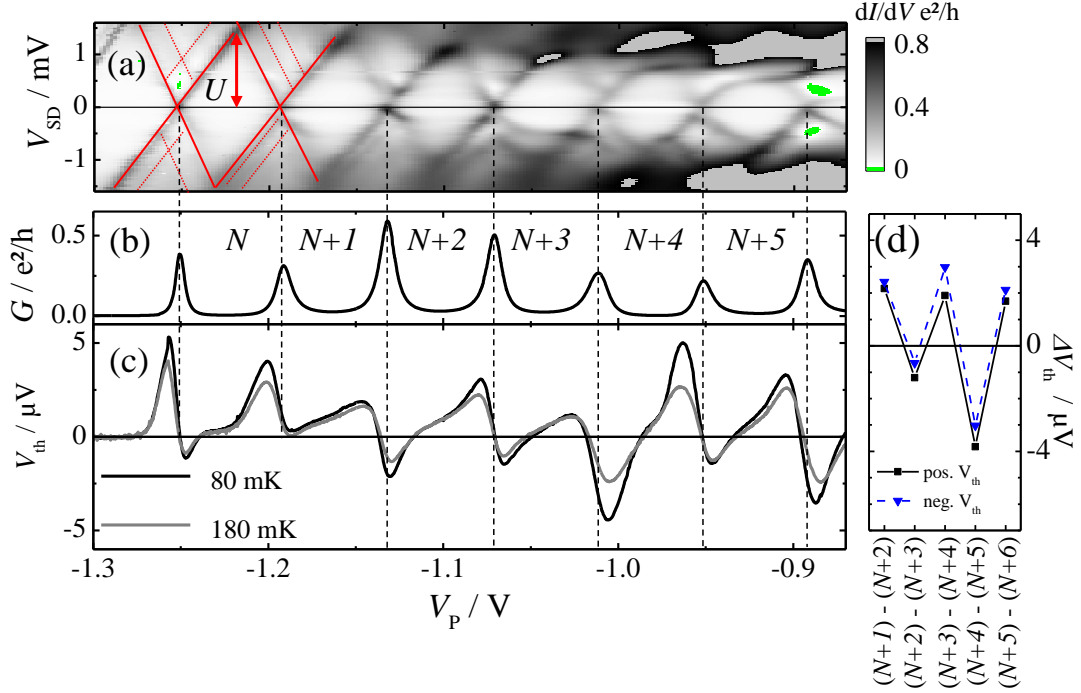 dI/dV e²/h
(a)
U
V_SD / mV
1
0
-1
0.8
0.4
0
(b)
N
N+1
N+2
N+3
N+4
N+5
G / e²/h
0.5
0.0
(c)
V_th / µV
5
0
-5
80 mK
180 mK
-1.3
-1.2
-1.1
-1.0
-0.9
V_P / V
(d)
4
0
-4
ΔV_th / µV
pos. V_th
neg. V_th
(N+1) - (N+2)
(N+2) - (N+3)
(N+3) - (N+4)
(N+4) - (N+5)
(N+5) - (N+6)